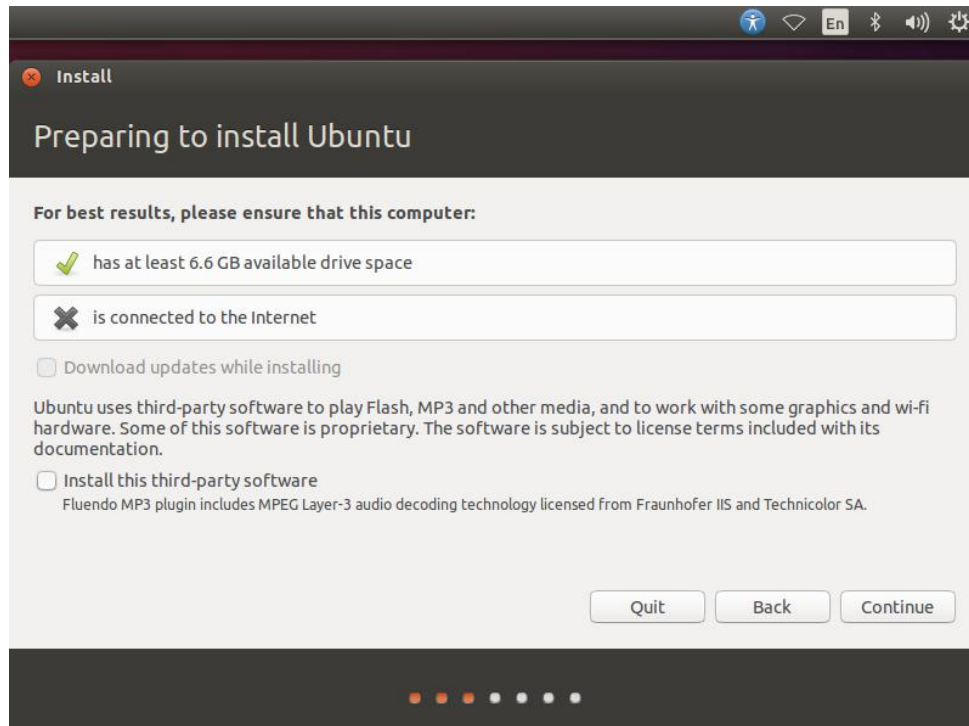 En
Install
Preparing to install Ubuntu
For best results, please ensure that this computer:
has at least 6.6 GB available drive space
is connected to the Internet
Download updates while installing
Ubuntu uses third-party software to play Flash, MP3 and other media, and to work with some graphics and wi-fi
hardware. Some of this software is proprietary. The software is subject to license terms included with its
documentation.
Install this third-party software
Fluendo MP3 plugin includes MPEG Layer-3 audio decoding technology licensed from Fraunhofer IIS and Technicolor SA.
Quit Back Continue